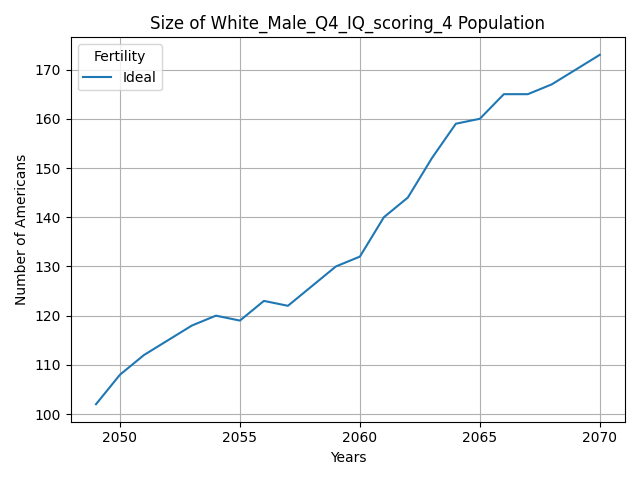 Size of White_Male_Q4_IQ_scoring_4 Population
Fertility
Ideal
Number of Americans
170
160
150
140
130
120
110
100
2050 2055 2060 2065 2070
Years